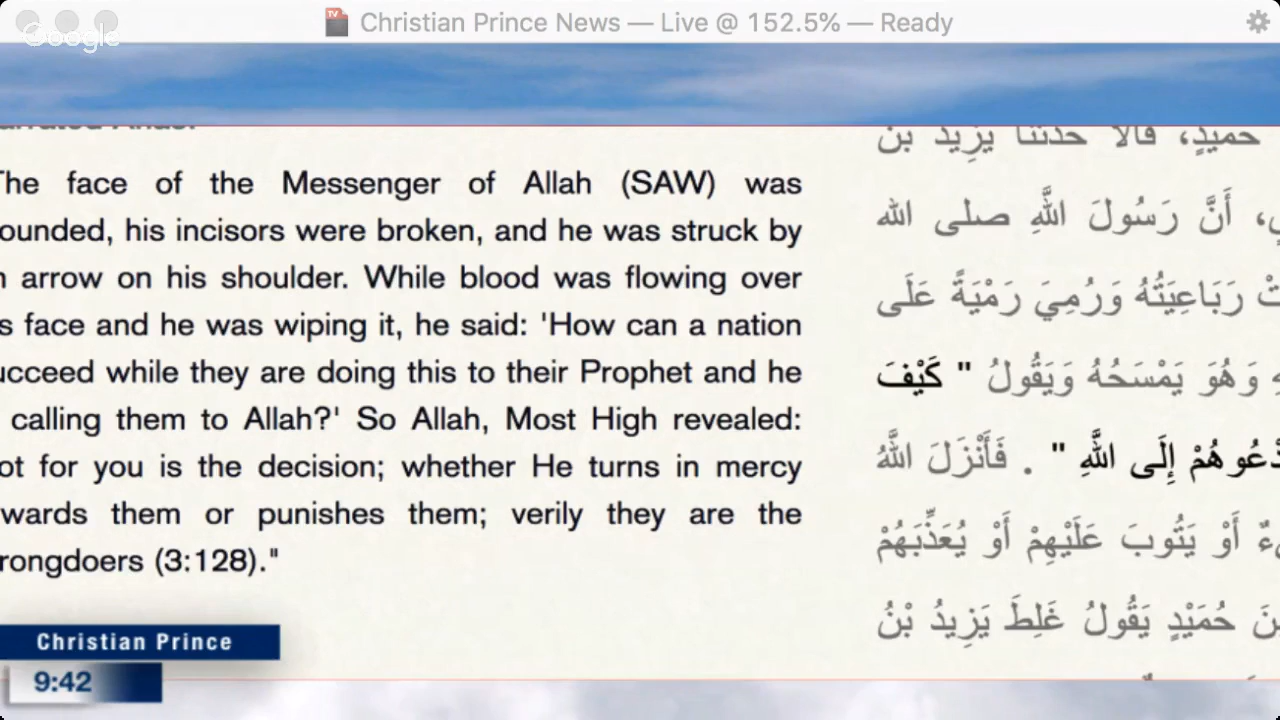 Google
Christian Prince News — Live @ 152.5% — Ready
The face of the Messenger of Allah (SAW) was
ounded, his incisors were broken, and he was struck by
n arrow on his shoulder. While blood was flowing over
s face and he was wiping it, he said: 'How can a nation
ucceed while they are doing this to their Prophet and he
calling them to Allah?' So Allah, Most High revealed:
ot for you is the decision; whether He turns in mercy
wards them or punishes them; verily they are the
rongdoers (3:128)."
حميدٍ، قالا حدثنا يزِيد بن
أَنَّ رَسُولَ اللَّهِ صلى الله
رَبَاعِيَتُهُ وَرُمِيَ رَمْيَةً عَلَى
وَهُوَ يَمْسَحُهُ وَيَقُولُ " كَيْفَ
دْعُوهُمْ إِلَى اللَّهِ " . فَأَنْزَلَ اللَّهُ
أَوْ يَتُوبَ عَلَيْهِمْ أَوْ يُعَذِّبَهُمْ
حُمَيْدٍ يَقُولُ غَلِطَ يَزِيدُ بْنُ
Christian Prince
9:42